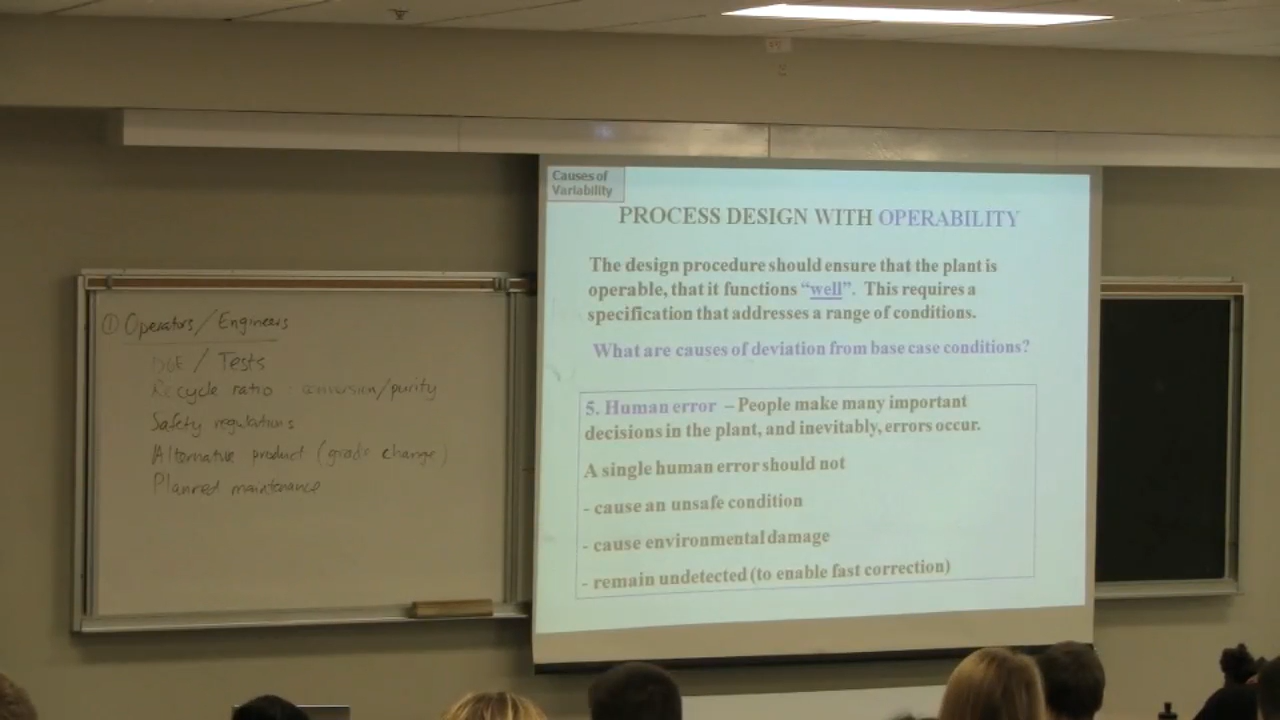 ① Operators/Engineers
DOE / Tests
Recycle ratio : conversion/purity
Safety regulations
Alternative product (grade change)
Planned maintenance
Causes of
Variability
PROCESS DESIGN WITH OPERABILITY
The design procedure should ensure that the plant is
operable, that it functions “well”. This requires a
specification that addresses a range of conditions.
What are causes of deviation from base case conditions?
5. Human error – People make many important
decisions in the plant, and inevitably, errors occur.
A single human error should not
- cause an unsafe condition
- cause environmental damage
- remain undetected (to enable fast correction)